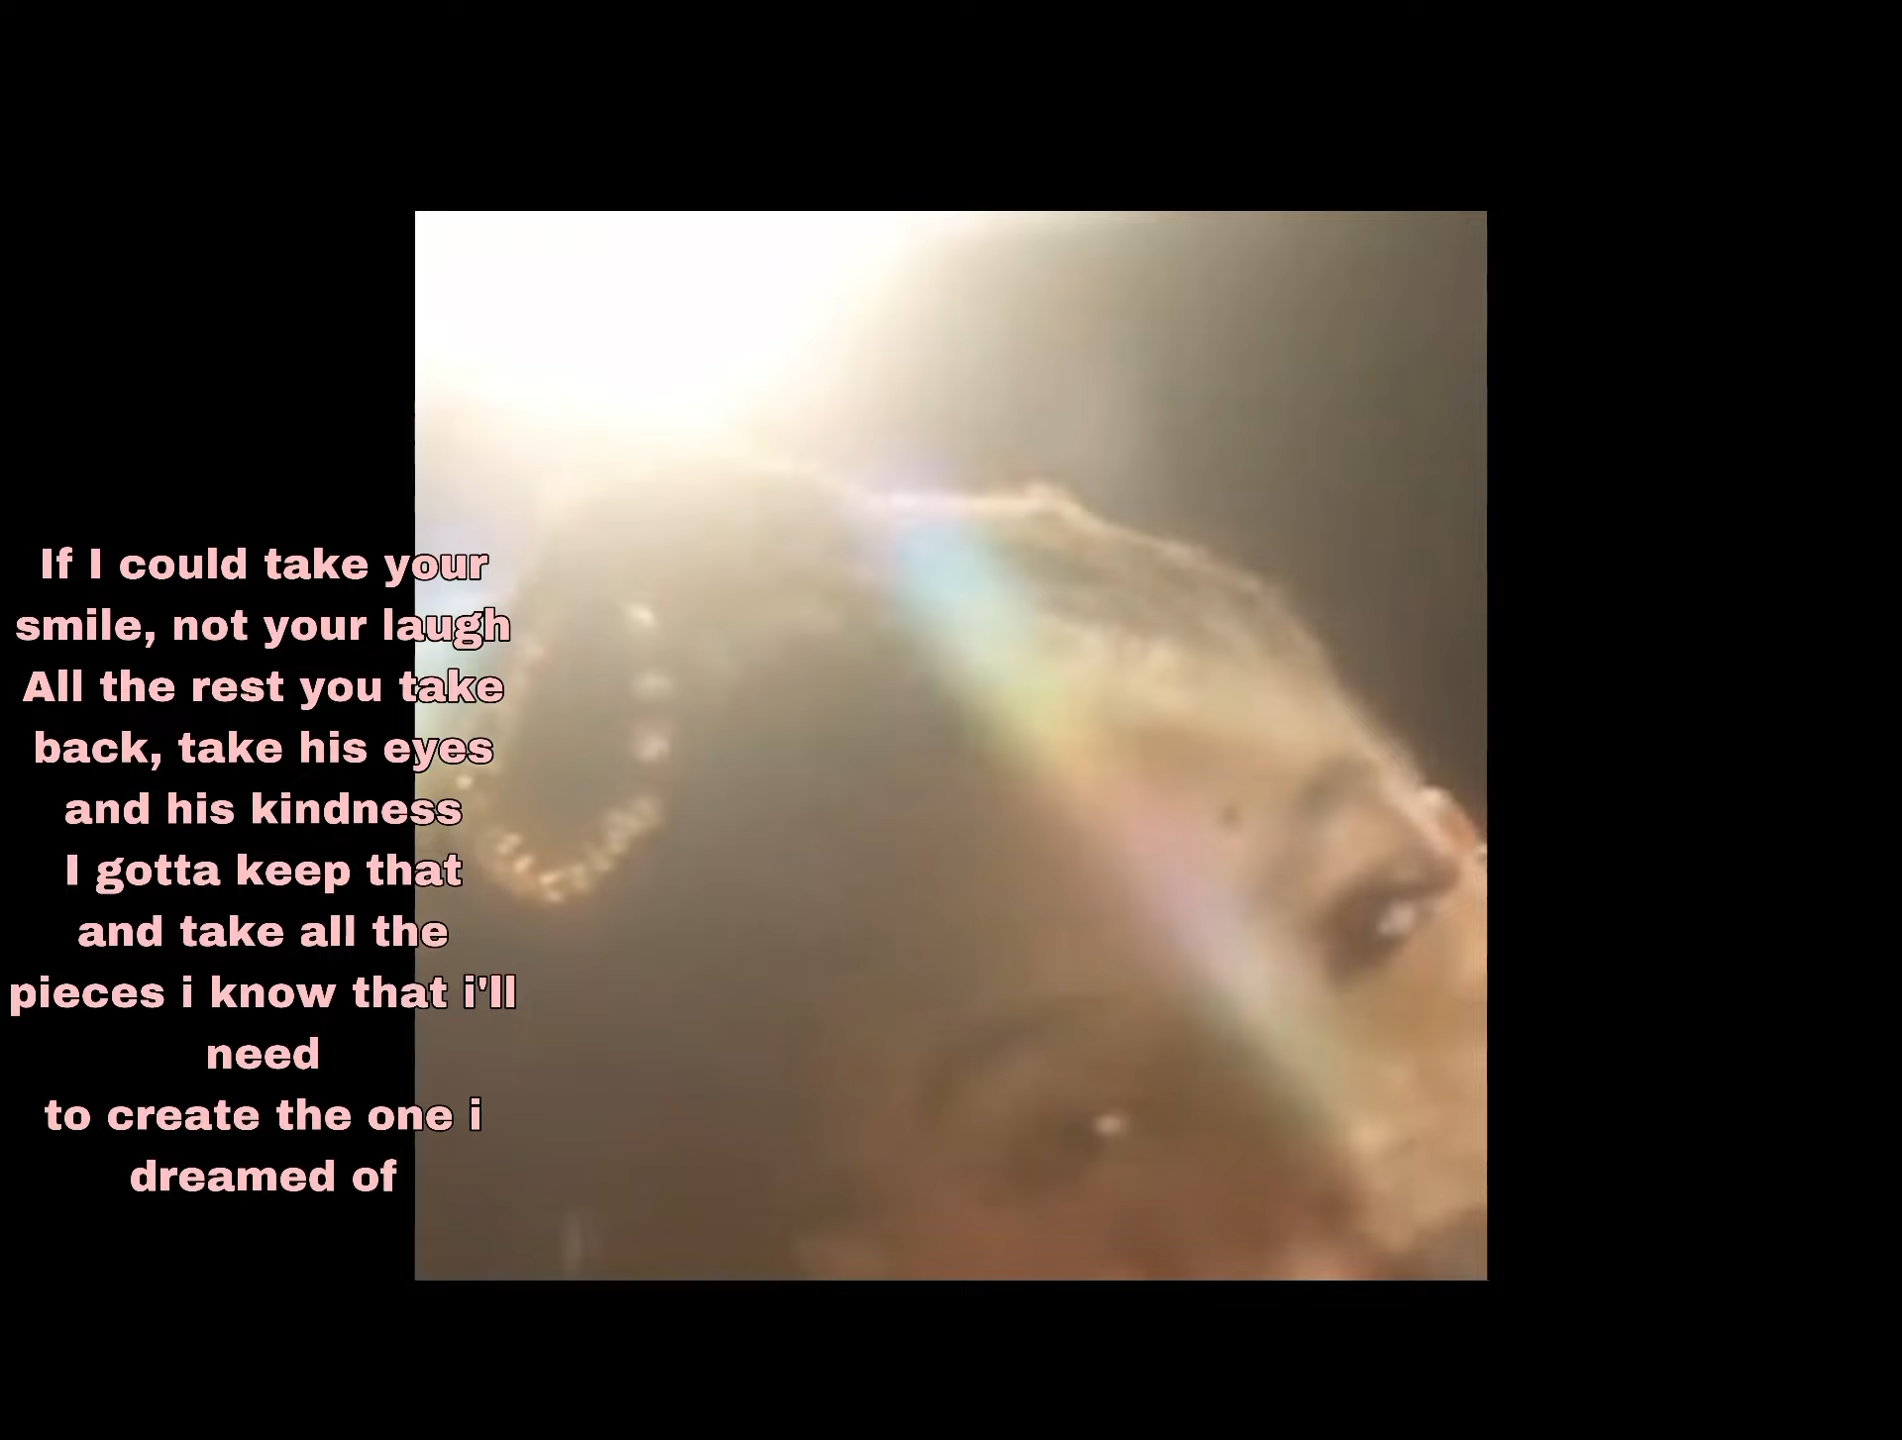 If I could take your
smile, not your laugh
All the rest you take
back, take his eyes
and his kindness
I gotta keep that
and take all the
pieces i know that i'll
need
to create the one i
dreamed of